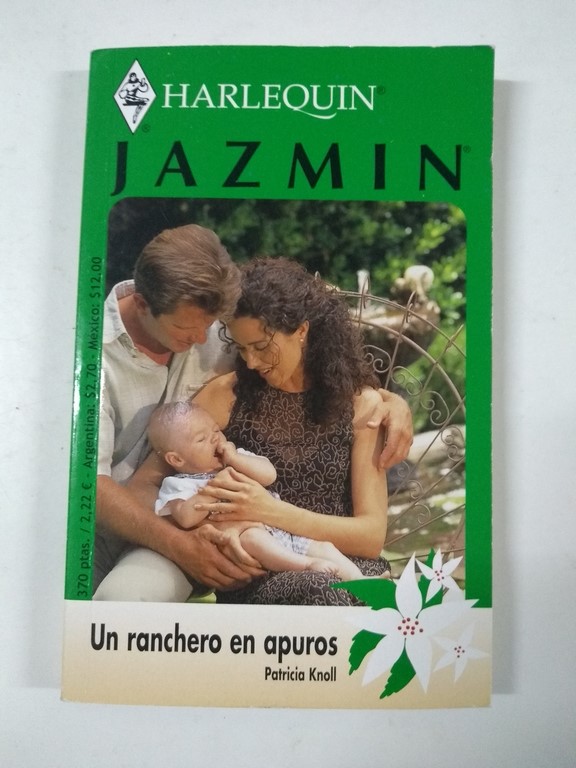 HARLEQUIN®
®
JAZMIN®
370 ptas. / 2,22 € - Argentina: $2.70 - Mexico: $12.00
Un ranchero en apuros
Patricia Knoll